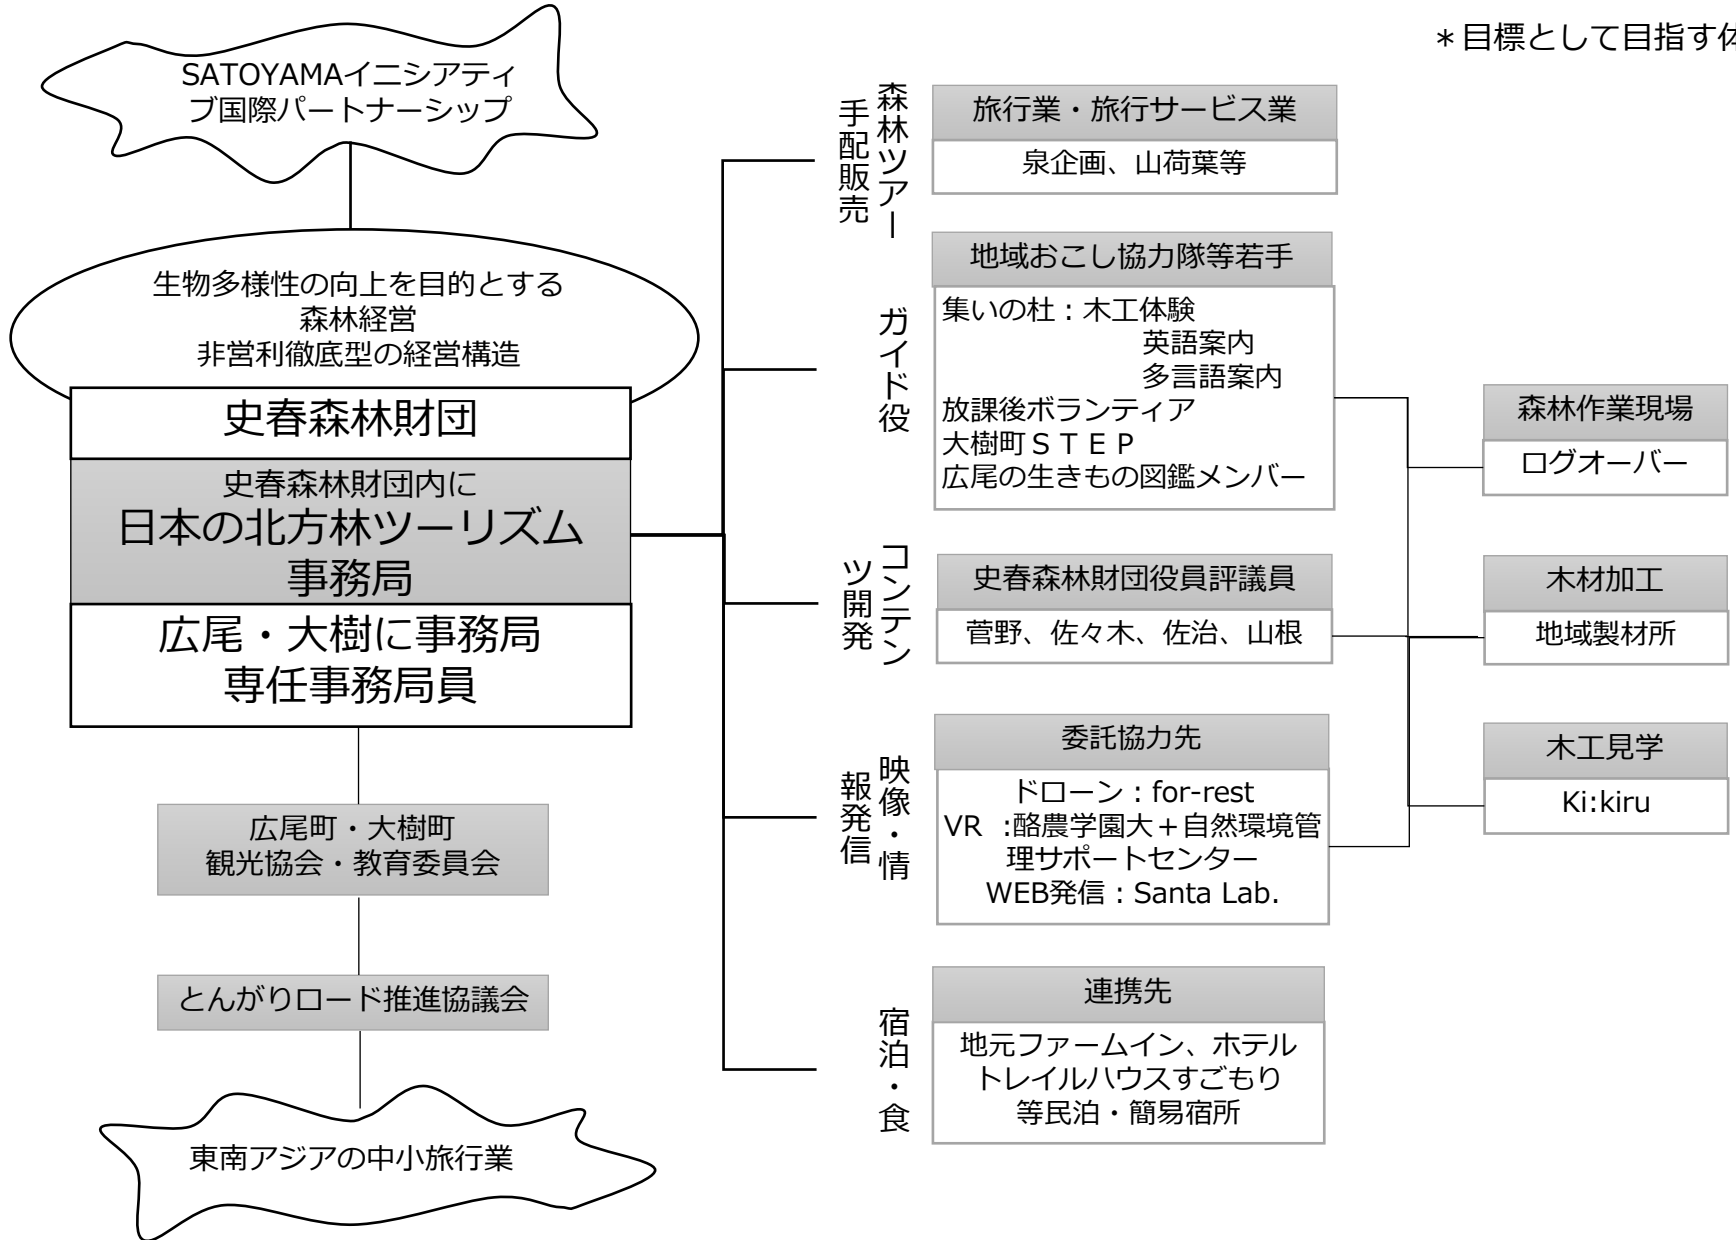 ＊目標として目指す体
SATOYAMAイニシアティ
ブ国際パートナーシップ
生物多様性の向上を目的とする
森林経営
非営利徹底型の経営構造
史春森林財団
史春森林財団内に
日本の北方林ツーリズム
事務局
広尾・大樹に事務局
専任事務局員
広尾町・大樹町
観光協会・教育委員会
とんがりロード推進協議会
東南アジアの中小旅行業
森林ツアー
手配販売
旅行業・旅行サービス業
泉企画、山荷葉等
ガイド役
地域おこし協力隊等若手
集いの杜：木工体験
英語案内
多言語案内
放課後ボランティア
大樹町ＳＴＥＰ
広尾の生きもの図鑑メンバー
コンテン
ツ開発
史春森林財団役員評議員
菅野、佐々木、佐治、山根
映像・情
報発信
委託協力先
ドローン：for-rest
VR ：酪農学園大＋自然環境管
理サポートセンター
WEB発信：Santa Lab.
宿泊・食
連携先
地元ファームイン、ホテル
トレイルハウスすごもり
等民泊・簡易宿所
森林作業現場
ログオーバー
木材加工
地域製材所
木工見学
Ki:kiru